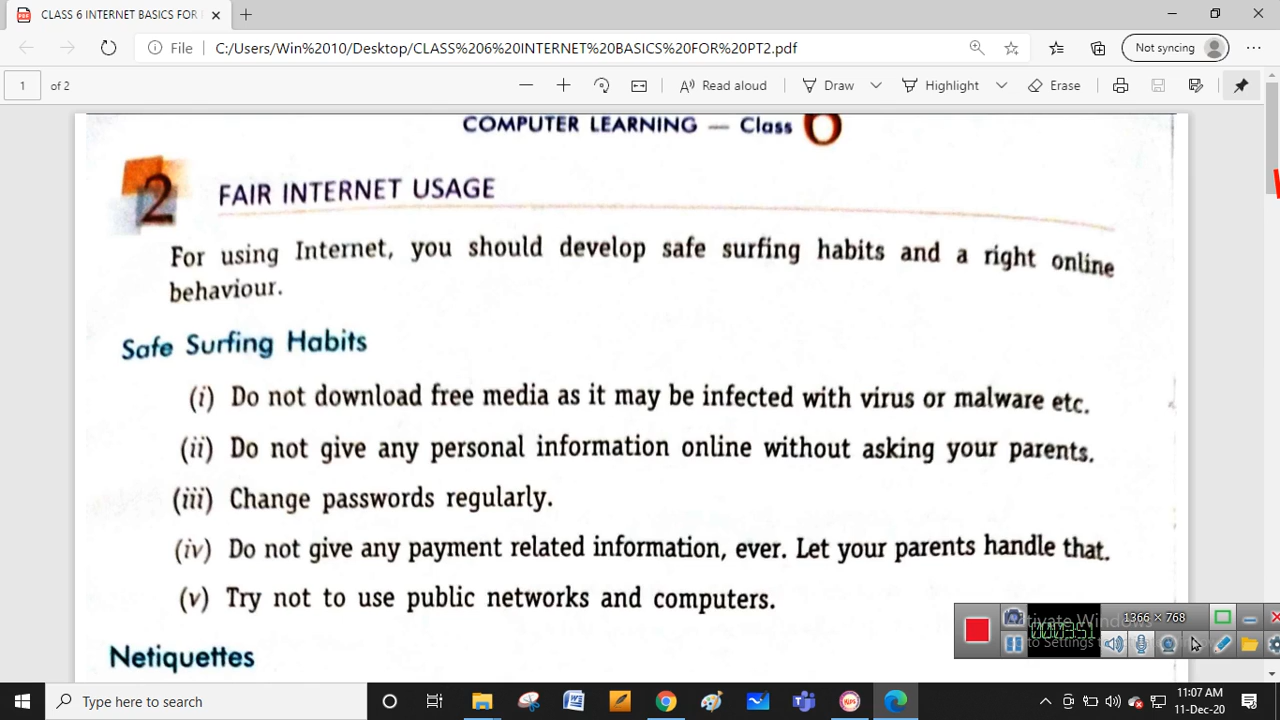 CLASS 6 INTERNET BASICS FOR
File C:/Users/Win%2010/Desktop/CLASS%206%20INTERNET%20BASICS%20FOR%20PT2.pdf Not syncing
1 of 2 Read aloud Draw Highlight Erase
COMPUTER LEARNING — Class 6
2 FAIR INTERNET USAGE
For using Internet, you should develop safe surfing habits and a right online
behaviour.
Safe Surfing Habits
(i) Do not download free media as it may be infected with virus or malware etc.
(ii) Do not give any personal information online without asking your parents.
(iii) Change passwords regularly.
(iv) Do not give any payment related information, ever. Let your parents handle that.
(v) Try not to use public networks and computers.
1366 × 768
Windows
to Settings
Netiquettes
Type here to search
11:07 AM
11-Dec-20